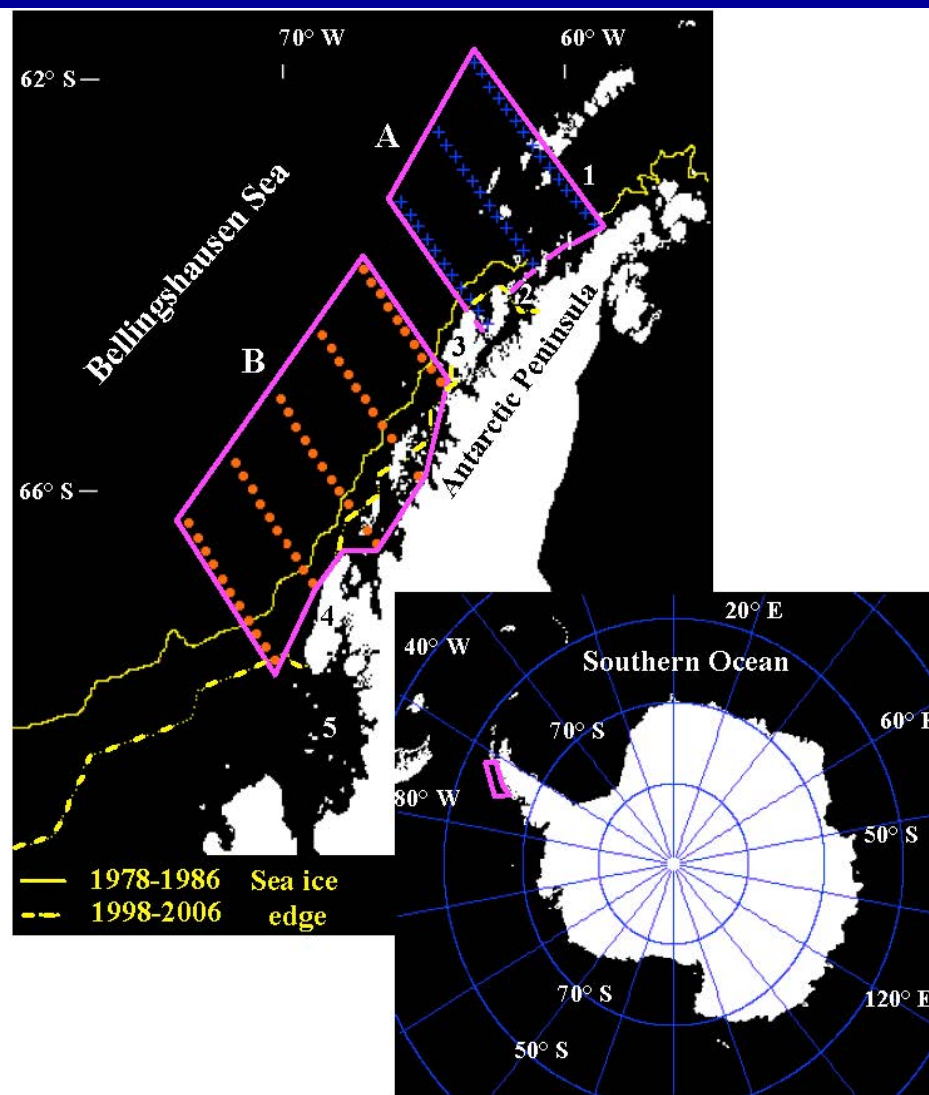 70° W
60° W
62° S
A
1
Bellingshausen Sea
2
3
B
Antarctic Peninsula
66° S
4
5
1978-1986 Sea ice
1998-2006 edge
20° E
40° W
Southern Ocean
60° E
70° S
80° W
50° S
70° S
120° E
50° S